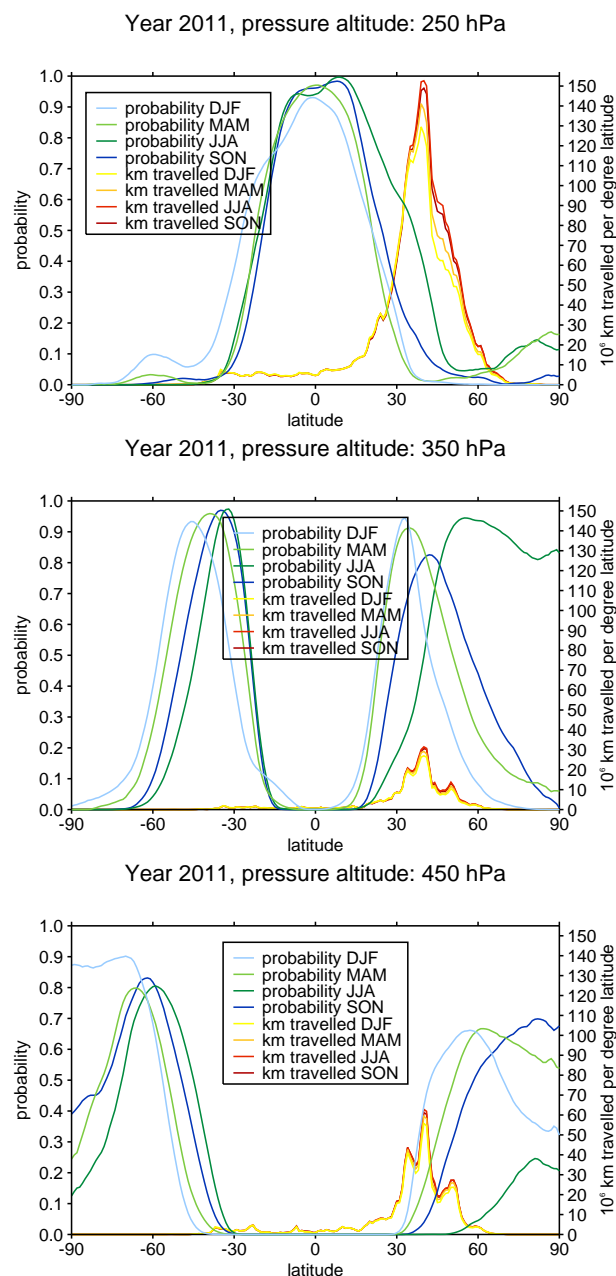 Year 2011, pressure altitude: 250 hPa
probability
1.0
0.9
0.8
0.7
0.6
0.5
0.4
0.3
0.2
0.1
0.0
probability DJF
probability MAM
probability JJA
probability SON
km travelled DJF
km travelled MAM
km travelled JJA
km travelled SON
150
140
130
120
110
100
90
80
70
60
50
40
30
20
10
0
10⁶ km travelled per degree latitude
-90 -60 -30 0 30 60 90
latitude
Year 2011, pressure altitude: 350 hPa
probability
1.0
0.9
0.8
0.7
0.6
0.5
0.4
0.3
0.2
0.1
0.0
probability DJF
probability MAM
probability JJA
probability SON
km travelled DJF
km travelled MAM
km travelled JJA
km travelled SON
150
140
130
120
110
100
90
80
70
60
50
40
30
20
10
0
10⁶ km travelled per degree latitude
-90 -60 -30 0 30 60 90
latitude
Year 2011, pressure altitude: 450 hPa
probability
1.0
0.9
0.8
0.7
0.6
0.5
0.4
0.3
0.2
0.1
0.0
probability DJF
probability MAM
probability JJA
probability SON
km travelled DJF
km travelled MAM
km travelled JJA
km travelled SON
150
140
130
120
110
100
90
80
70
60
50
40
30
20
10
0
10⁶ km travelled per degree latitude
-90 -60 -30 0 30 60 90
latitude